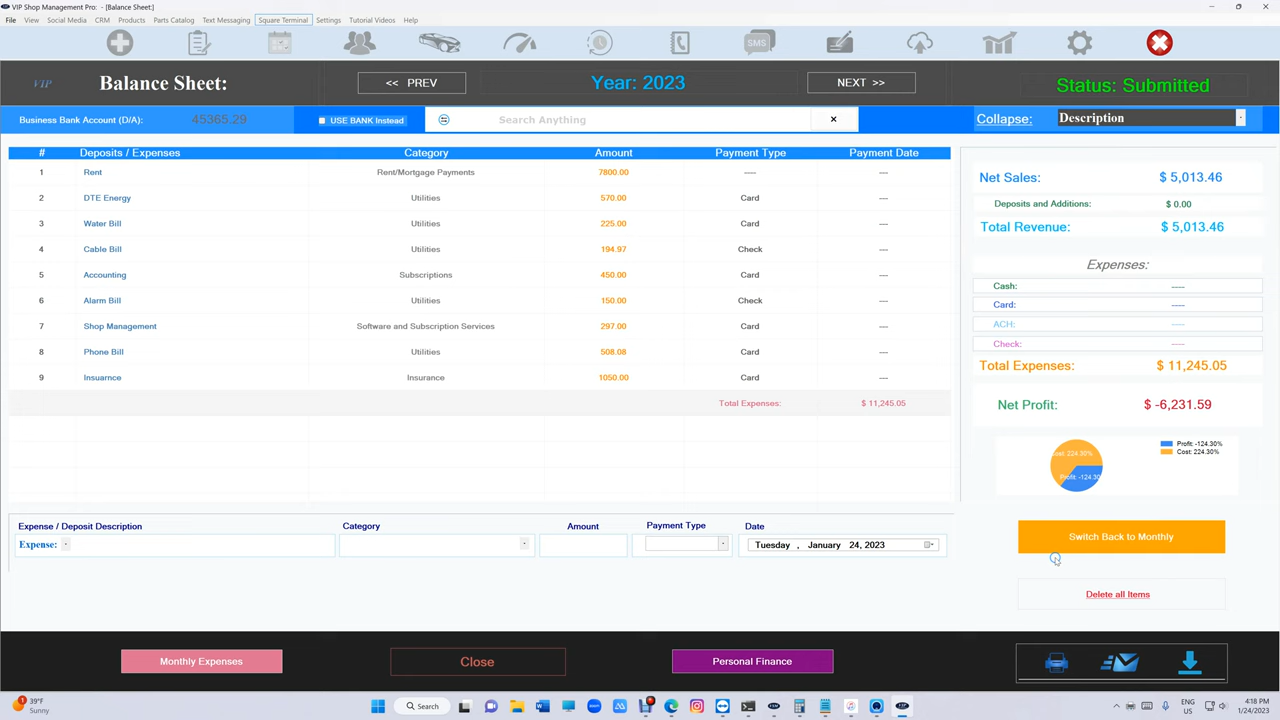 VIP Shop Management Pro: - [Balance Sheet:]
File View Social Media CRM Products Parts Catalog Text Messaging Square Terminal Settings Tutorial Videos Help
SMS
VIP Balance Sheet: << PREV Year: 2023 NEXT >> Status: Submitted
Business Bank Account (D/A): 45365.29 USE BANK Instead Search Anything × Collapse: Description
# Deposits / Expenses Category Amount Payment Type Payment Date
1 Rent Rent/Mortgage Payments 7800.00 ---- ---
2 DTE Energy Utilities 570.00 Card ---
3 Water Bill Utilities 225.00 Card ---
4 Cable Bill Utilities 194.97 Check ---
5 Accounting Subscriptions 450.00 Card ---
6 Alarm Bill Utilities 150.00 Check ---
7 Shop Management Software and Subscription Services 297.00 Card ---
8 Phone Bill Utilities 508.08 Card ---
9 Insuarnce Insurance 1050.00 Card ---
Total Expenses: $ 11,245.05
Net Sales: $ 5,013.46
Deposits and Additions: $ 0.00
Total Revenue: $ 5,013.46
Expenses:
Cash: ----
Card: ----
ACH: ----
Check: ----
Total Expenses: $ 11,245.05
Net Profit: $ -6,231.59
Cost: 224.30%
Profit: -124.30%
Profit: -124.30%
Cost: 224.30%
Expense / Deposit Description Category Amount Payment Type Date
Expense: Tuesday , January 24, 2023
Switch Back to Monthly
Delete all Items
Monthly Expenses Close Personal Finance
39°F
Sunny
Search
ENG
US
4:18 PM
1/24/2023